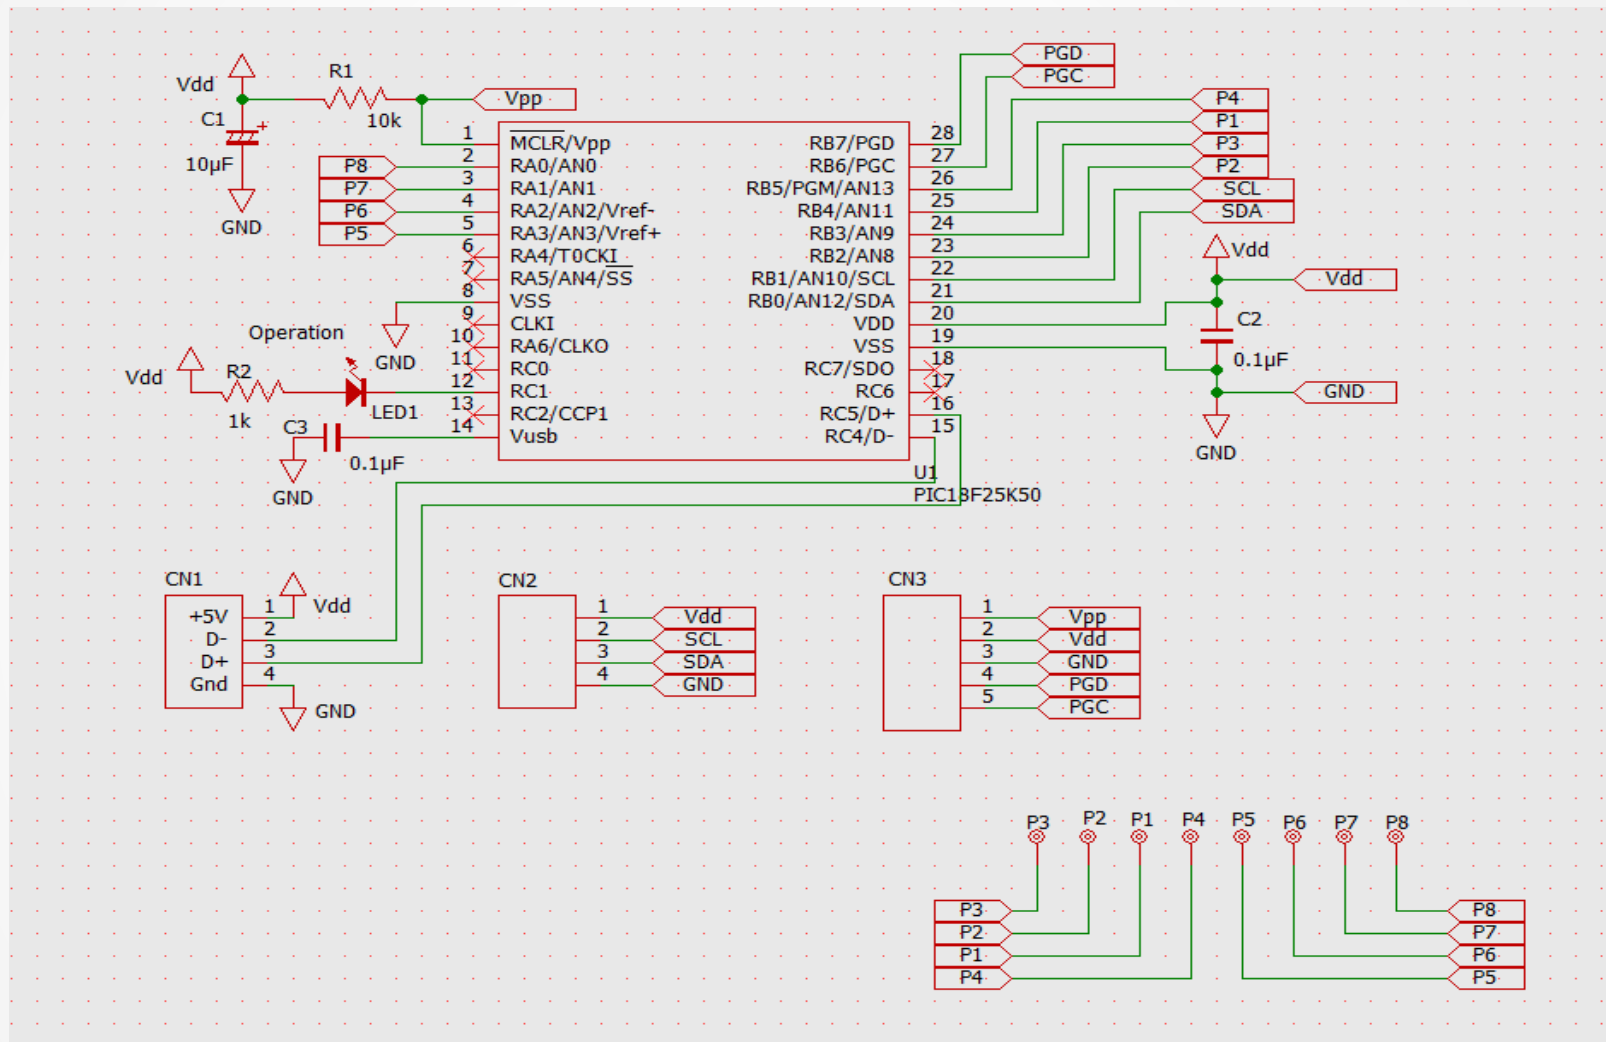 PGD
PGC
Vdd
R1
10k
Vpp
C1
10µF
GND
P4
P1
P3
P2
SCL
SDA
P8
P7
P6
P5
1 MCLR/Vpp RB7/PGD 28
2 RA0/AN0 RB6/PGC 27
3 RA1/AN1 RB5/PGM/AN13 26
4 RA2/AN2/Vref- RB4/AN11 25
5 RA3/AN3/Vref+ RB3/AN9 24
6 RA4/T0CKI RB2/AN8 23
7 RA5/AN4/SS RB1/AN10/SCL 22
8 VSS RB0/AN12/SDA 21
9 CLKI VDD 20
10 RA6/CLKO VSS 19
11 RC0 RC7/SDO 18
12 RC1 RC6 17
13 RC2/CCP1 RC5/D+ 16
14 Vusb RC4/D- 15
U1
PIC18F25K50
Vdd
Vdd
C2
0.1µF
GND
GND
GND
Operation
Vdd
R2
1k
LED1
C3
0.1µF
GND
CN1
+5V 1 Vdd
D- 2
D+ 3
Gnd 4
GND
CN2
1 Vdd
2 SCL
3 SDA
4 GND
CN3
1 Vpp
2 Vdd
3 GND
4 PGD
5 PGC
P3 P2 P1 P4 P5 P6 P7 P8
P3 P8
P2 P7
P1 P6
P4 P5